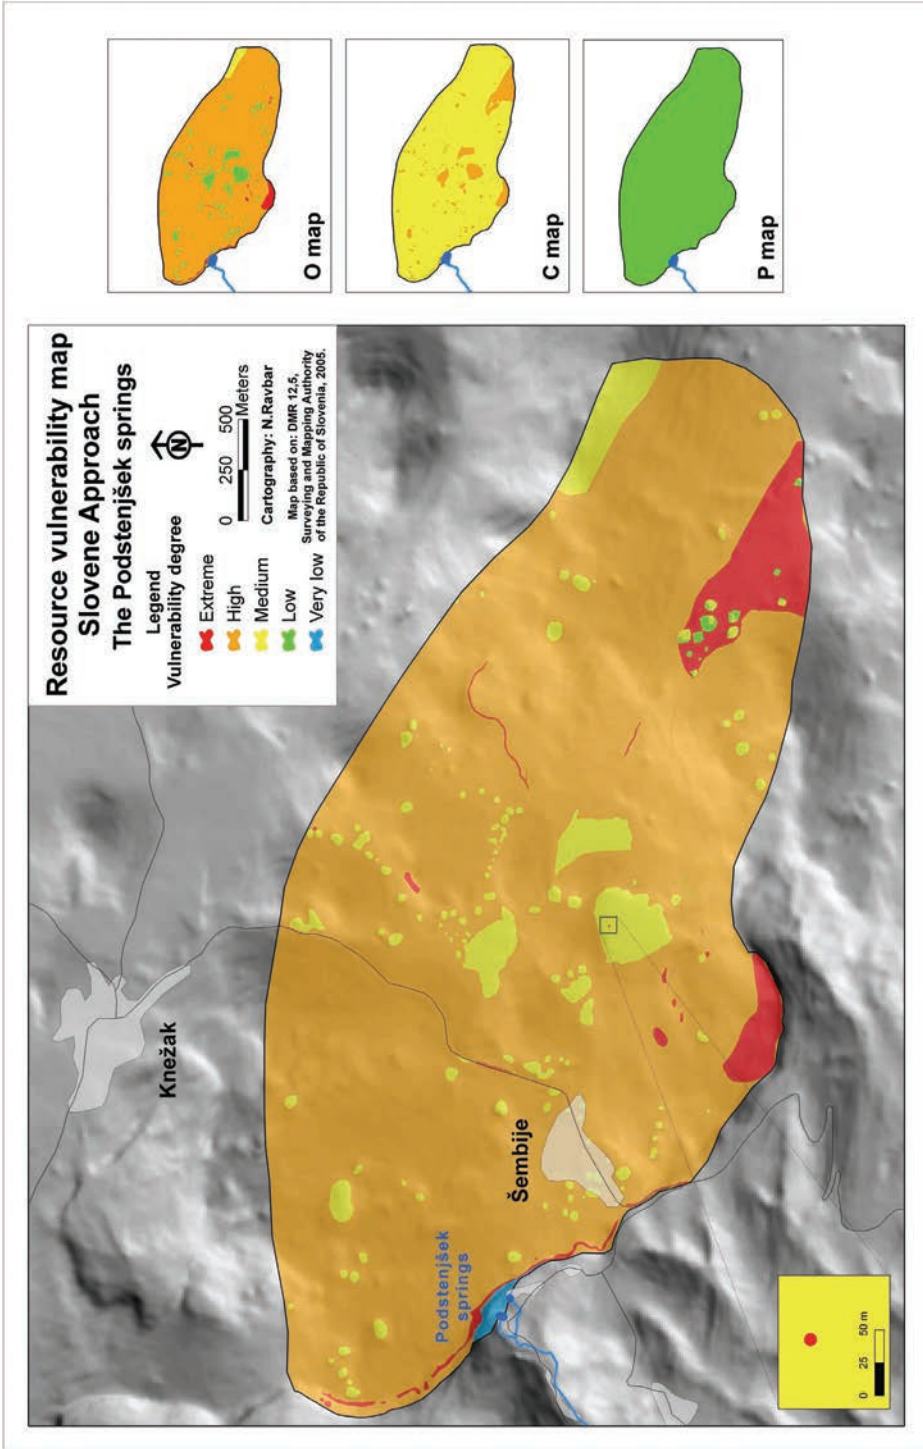 Resource vulnerability map
Slovene Approach
The Podstenjšek springs
Legend
Vulnerability degree
Extreme
High
Medium
Low
Very low
N
0 250 500
Meters
Cartography: N.Ravbar
Map based on: DMR 12,5,
Surveying and Mapping Authority
of the Republic of Slovenia, 2005.
Knežak
Šembije
Podstenjšek
springs
0 25 50 m
O map
C map
P map